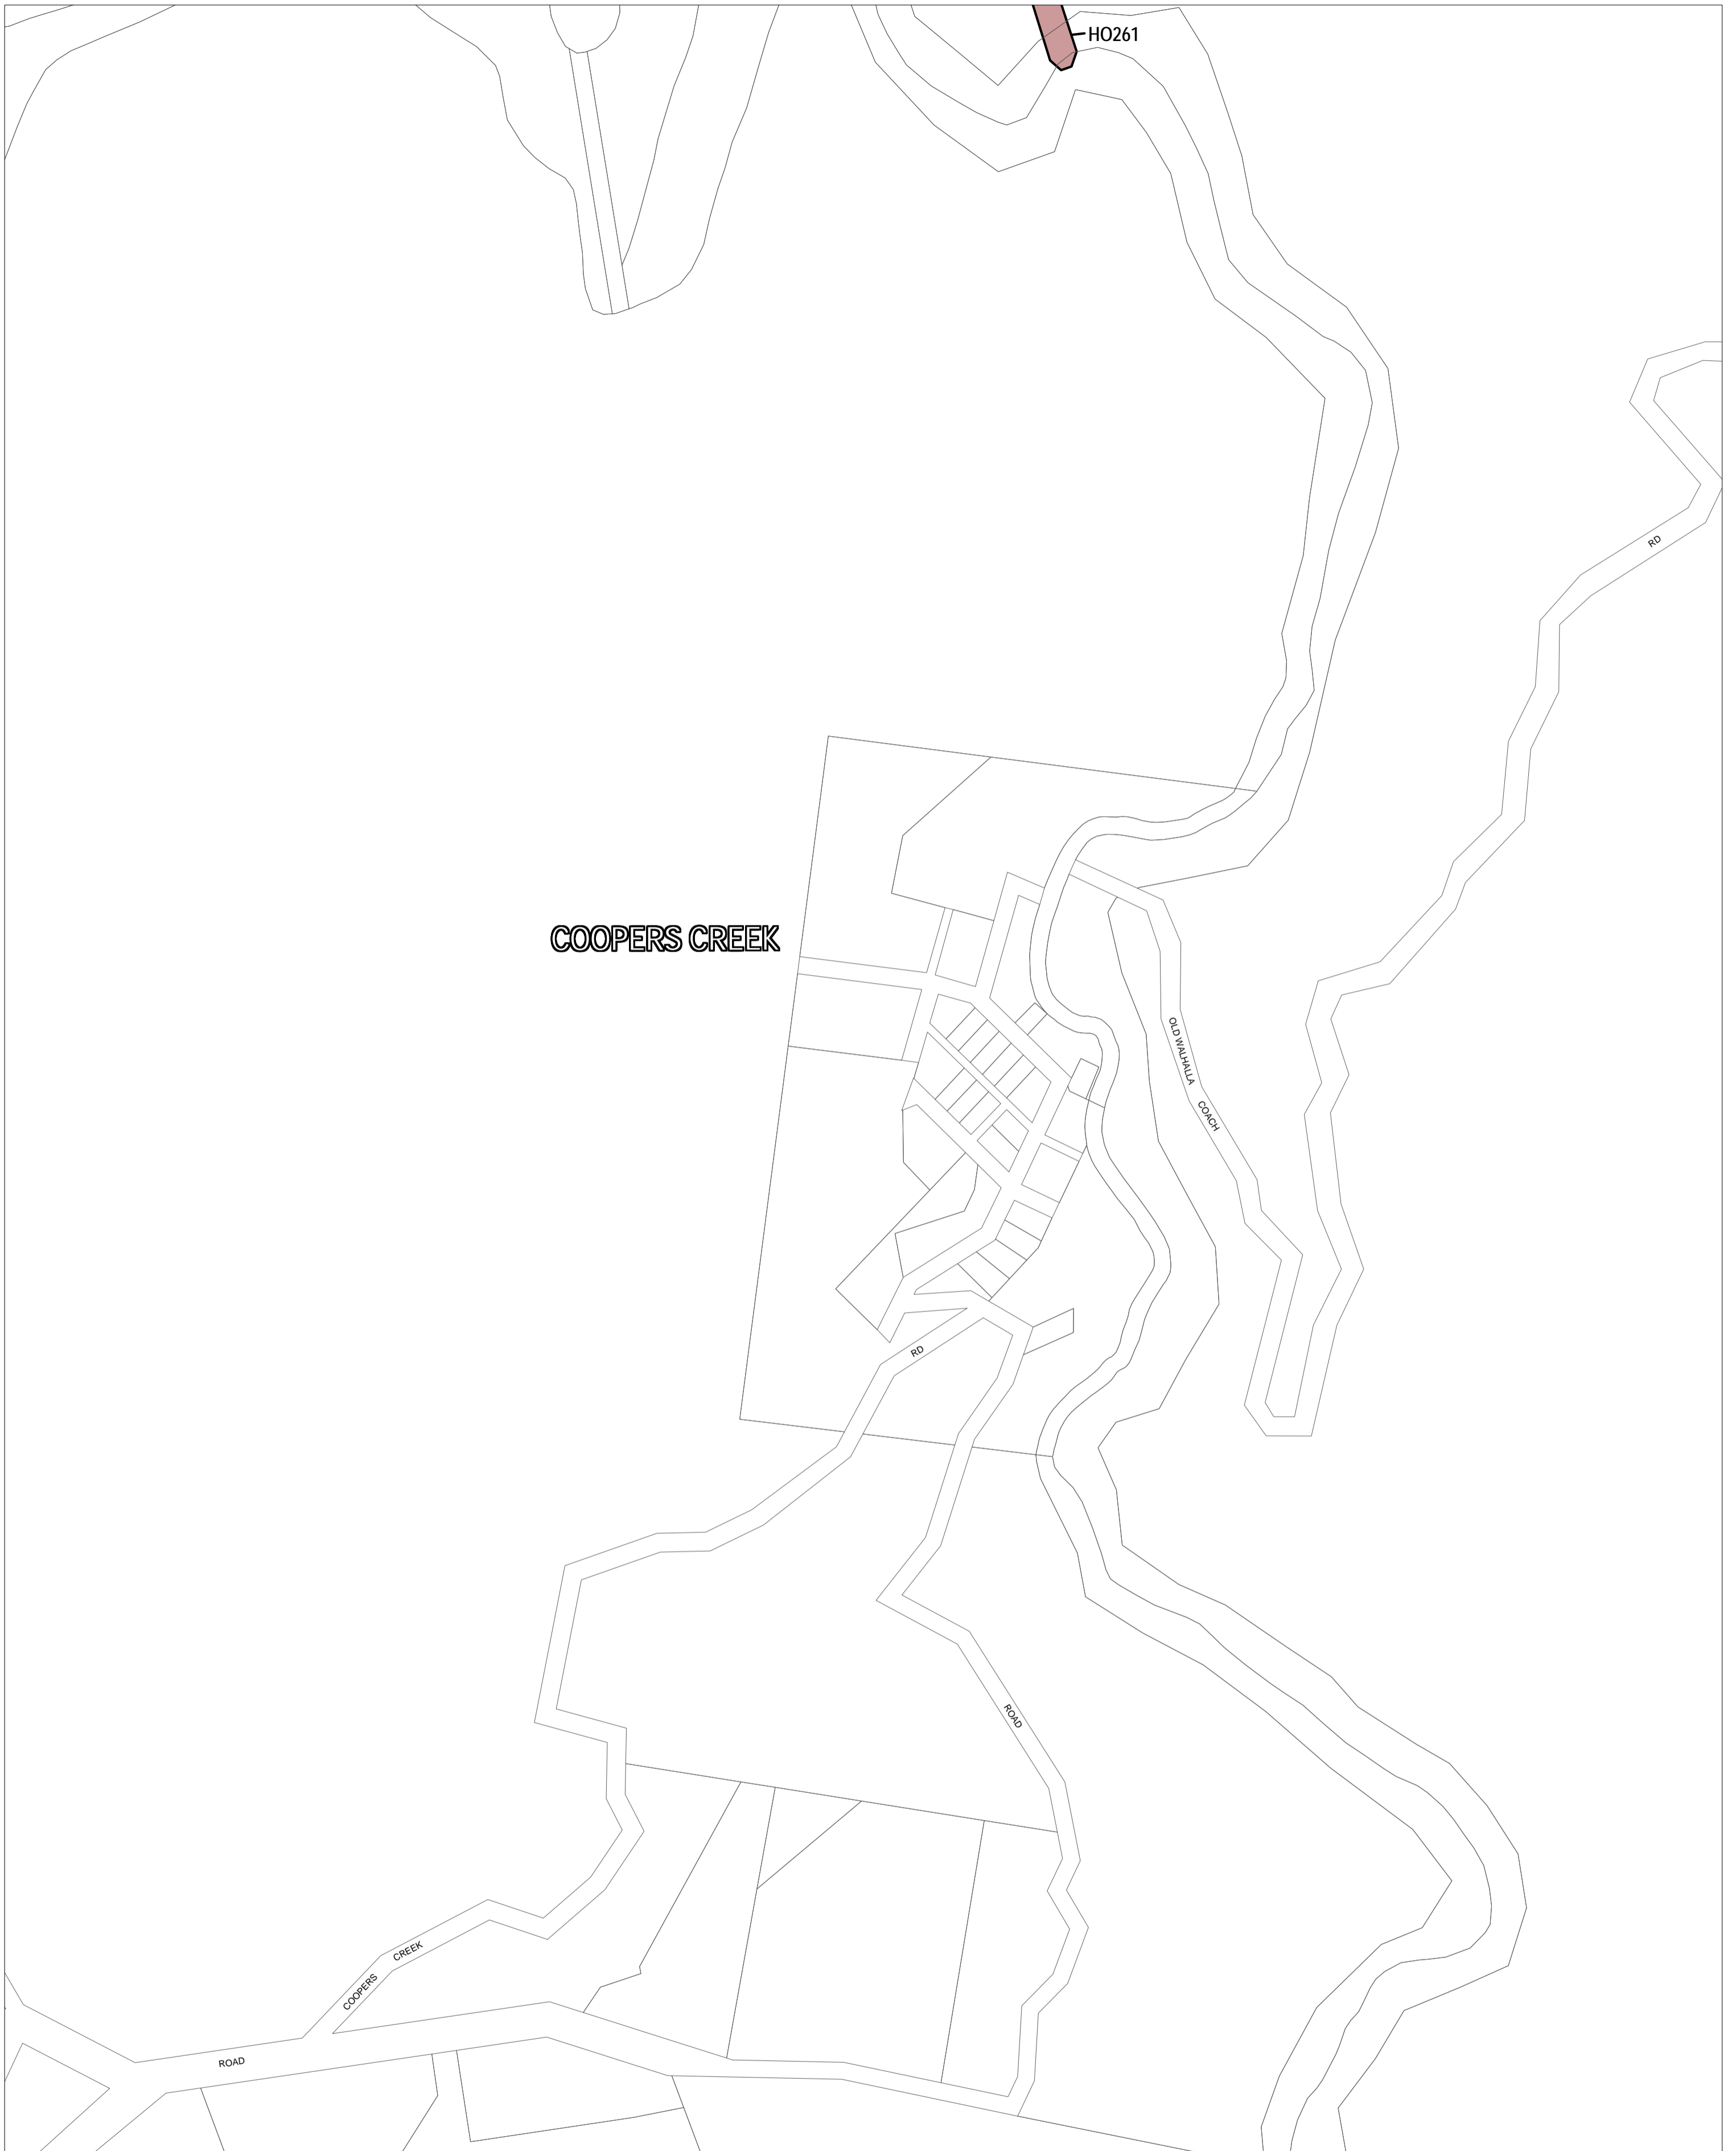 HO261
RD
COOPERS CREEK
OLD WALHALLA
COACH
RD
ROAD
CREEK
COOPERS
ROAD